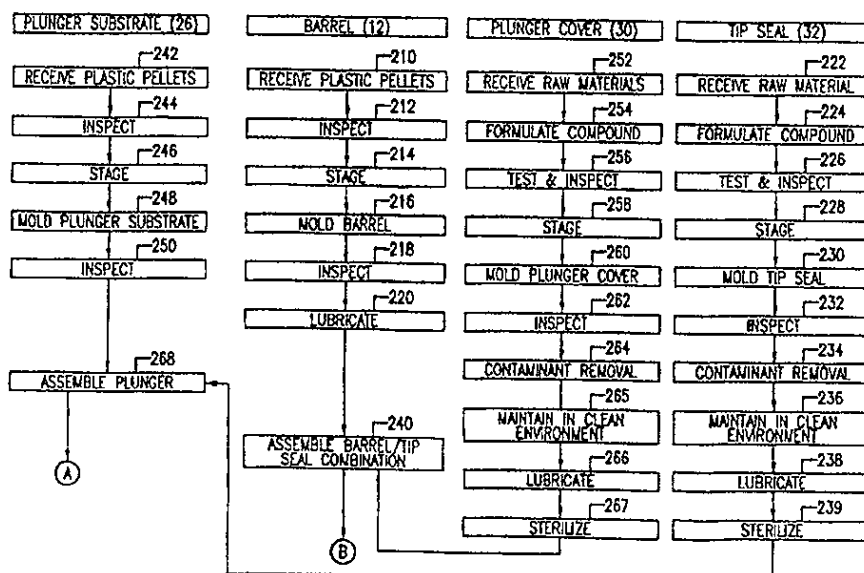 PLUNGER SUBSTRATE (26)
242
RECEIVE PLASTIC PELLETS
244
INSPECT
246
STAGE
248
MOLD PLUNGER SUBSTRATE
250
INSPECT
268
ASSEMBLE PLUNGER
A
BARREL (12)
210
RECEIVE PLASTIC PELLETS
212
INSPECT
214
STAGE
216
MOLD BARREL
218
INSPECT
220
LUBRICATE
240
ASSEMBLE BARREL/TIP
SEAL COMBINATION
B
PLUNGER COVER (30)
252
RECEIVE RAW MATERIALS
254
FORMULATE COMPOUND
256
TEST & INSPECT
258
STAGE
260
MOLD PLUNGER COVER
262
INSPECT
264
CONTAMINANT REMOVAL
265
MAINTAIN IN CLEAN
ENVIRONMENT
266
LUBRICATE
267
STERILIZE
TIP SEAL (32)
222
RECEIVE RAW MATERIAL
224
FORMULATE COMPOUND
226
TEST & INSPECT
228
STAGE
230
MOLD TIP SEAL
232
INSPECT
234
CONTAMINANT REMOVAL
236
MAINTAIN IN CLEAN
ENVIRONMENT
238
LUBRICATE
239
STERILIZE